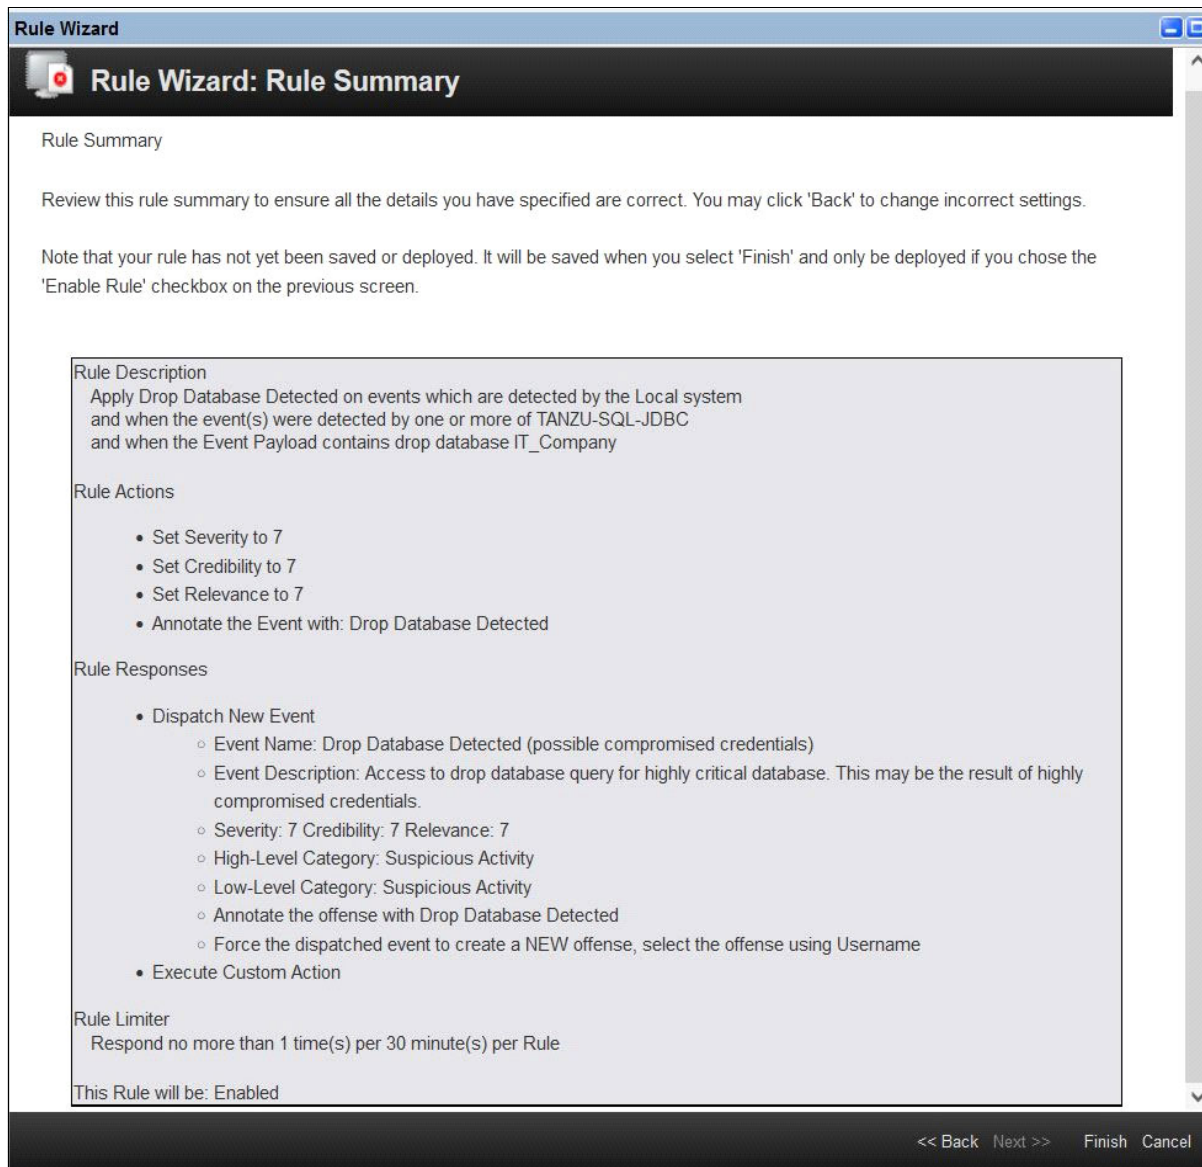 Rule Wizard
Rule Wizard: Rule Summary
Rule Summary
Review this rule summary to ensure all the details you have specified are correct. You may click 'Back' to change incorrect settings.
Note that your rule has not yet been saved or deployed. It will be saved when you select 'Finish' and only be deployed if you chose the
'Enable Rule' checkbox on the previous screen.
Rule Description
Apply Drop Database Detected on events which are detected by the Local system
and when the event(s) were detected by one or more of TANZU-SQL-JDBC
and when the Event Payload contains drop database IT_Company
Rule Actions
• Set Severity to 7
• Set Credibility to 7
• Set Relevance to 7
• Annotate the Event with: Drop Database Detected
Rule Responses
• Dispatch New Event
○ Event Name: Drop Database Detected (possible compromised credentials)
○ Event Description: Access to drop database query for highly critical database. This may be the result of highly
compromised credentials.
○ Severity: 7 Credibility: 7 Relevance: 7
○ High-Level Category: Suspicious Activity
○ Low-Level Category: Suspicious Activity
○ Annotate the offense with Drop Database Detected
○ Force the dispatched event to create a NEW offense, select the offense using Username
• Execute Custom Action
Rule Limiter
Respond no more than 1 time(s) per 30 minute(s) per Rule
This Rule will be: Enabled
<< Back Next >> Finish Cancel